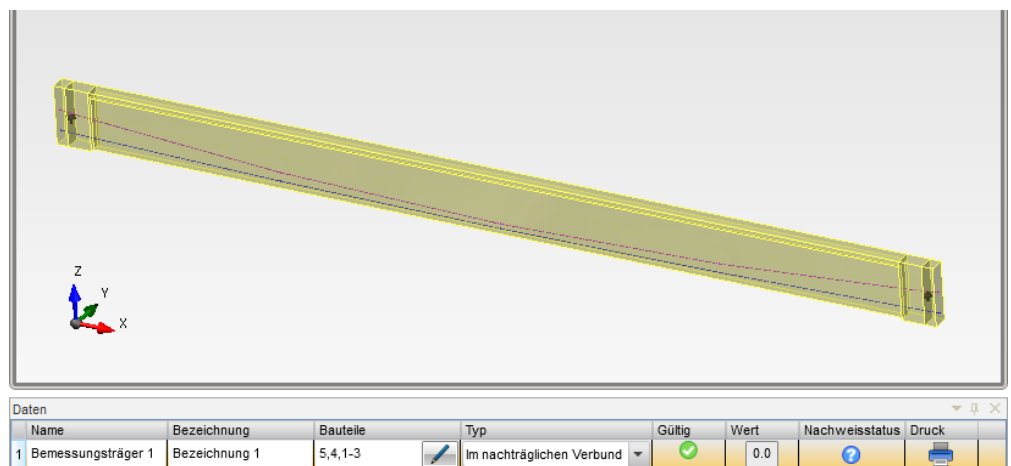 Z
Y
X
Daten
Name Bezeichnung Bauteile Typ Gültig Wert Nachweisstatus Druck
1 Bemessungsträger 1 Bezeichnung 1 5,4,1-3 Im nachträglichen Verbund 0.0